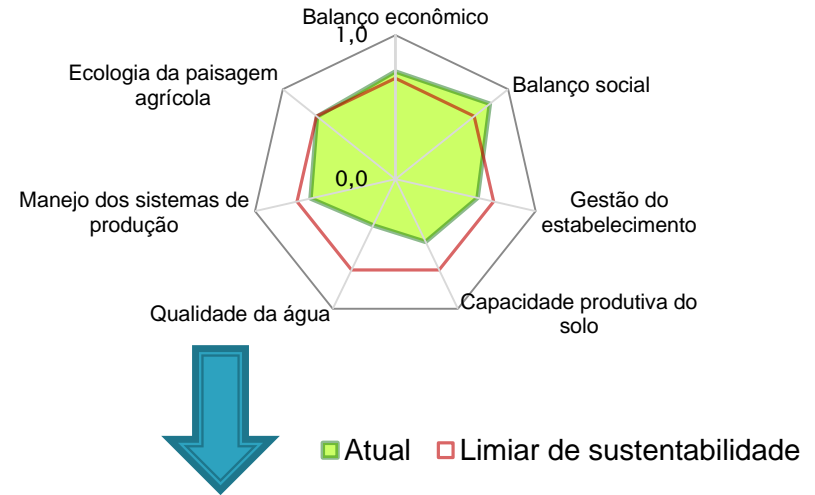 Balanço econômico
1,0
Ecologia da paisagem
agrícola
Balanço social
0,0
Manejo dos sistemas de
produção
Gestão do
estabelecimento
Qualidade da água
Capacidade produtiva do
solo
Atual
Limiar de sustentabilidade